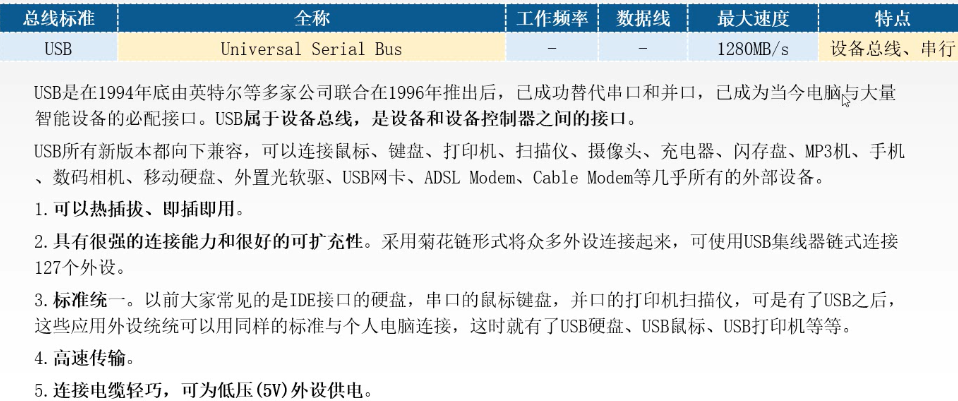 总线标准 全称 工作频率 数据线 最大速度 特点
USB Universal Serial Bus - - 1280MB/s 设备总线、串行
USB是在1994年底由英特尔等多家公司联合在1996年推出后，已成功替代串口和并口，已成为当今电脑与大量
智能设备的必配接口。USB属于设备总线，是设备和设备控制器之间的接口。
USB所有新版本都向下兼容，可以连接鼠标、键盘、打印机、扫描仪、摄像头、充电器、闪存盘、MP3机、手机
、数码相机、移动硬盘、外置光软驱、USB网卡、ADSL Modem、Cable Modem等几乎所有的外部设备。
1.可以热插拔、即插即用。
2.具有很强的连接能力和很好的可扩充性。采用菊花链形式将众多外设连接起来，可使用USB集线器链式连接
127个外设。
3.标准统一。以前大家常见的是IDE接口的硬盘，串口的鼠标键盘，并口的打印机扫描仪，可是有了USB之后，
这些应用外设统统可以用同样的标准与个人电脑连接，这时就有了USB硬盘、USB鼠标、USB打印机等等。
4.高速传输。
5.连接电缆轻巧，可为低压(5V)外设供电。